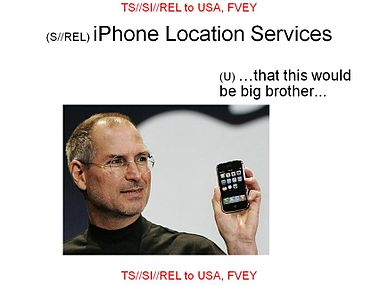 TS//SI//REL to USA, FVEY
(S//REL) iPhone Location Services
(U) ...that this would
be big brother...
TS//SI//REL to USA, FVEY